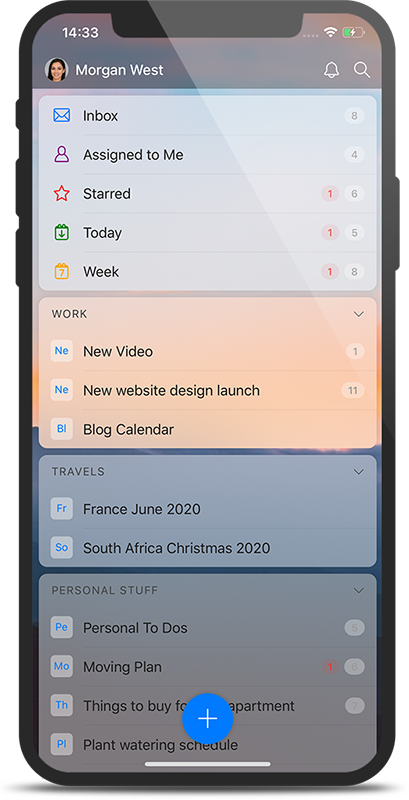 14:33
Morgan West
Inbox 8
Assigned to Me 4
Starred 1 6
Today 1 5
7 Week 1 8
WORK
Ne New Video 1
Ne New website design launch 11
Bl Blog Calendar
TRAVELS
Fr France June 2020
So South Africa Christmas 2020
PERSONAL STUFF
Pe Personal To Dos 5
Mo Moving Plan 1 6
Th Things to buy fo apartment 7
Pl Plant watering schedule